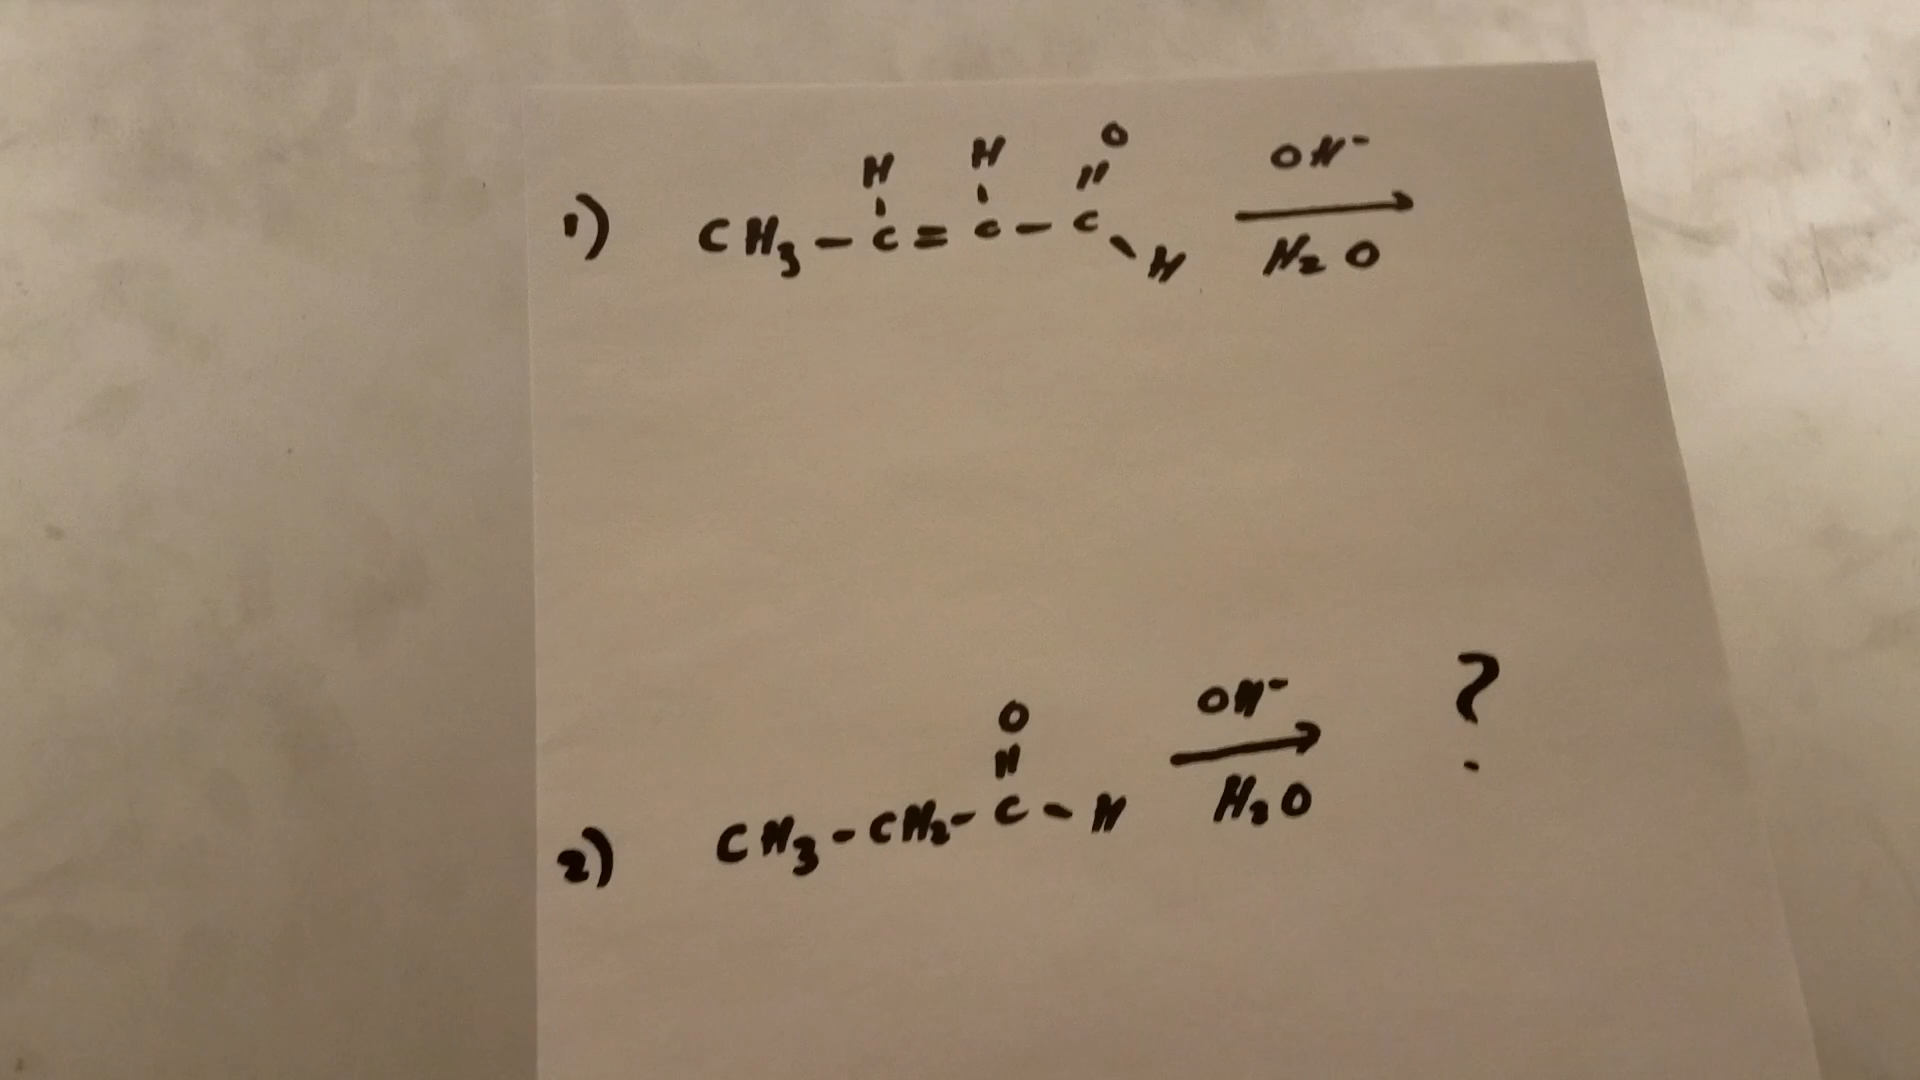 H H O OH⁻
1) CH₃ - C = C - C - H →
H₂O
O OH⁻ ?
2) CH₃ - CH₂ - C - H →
H₂O